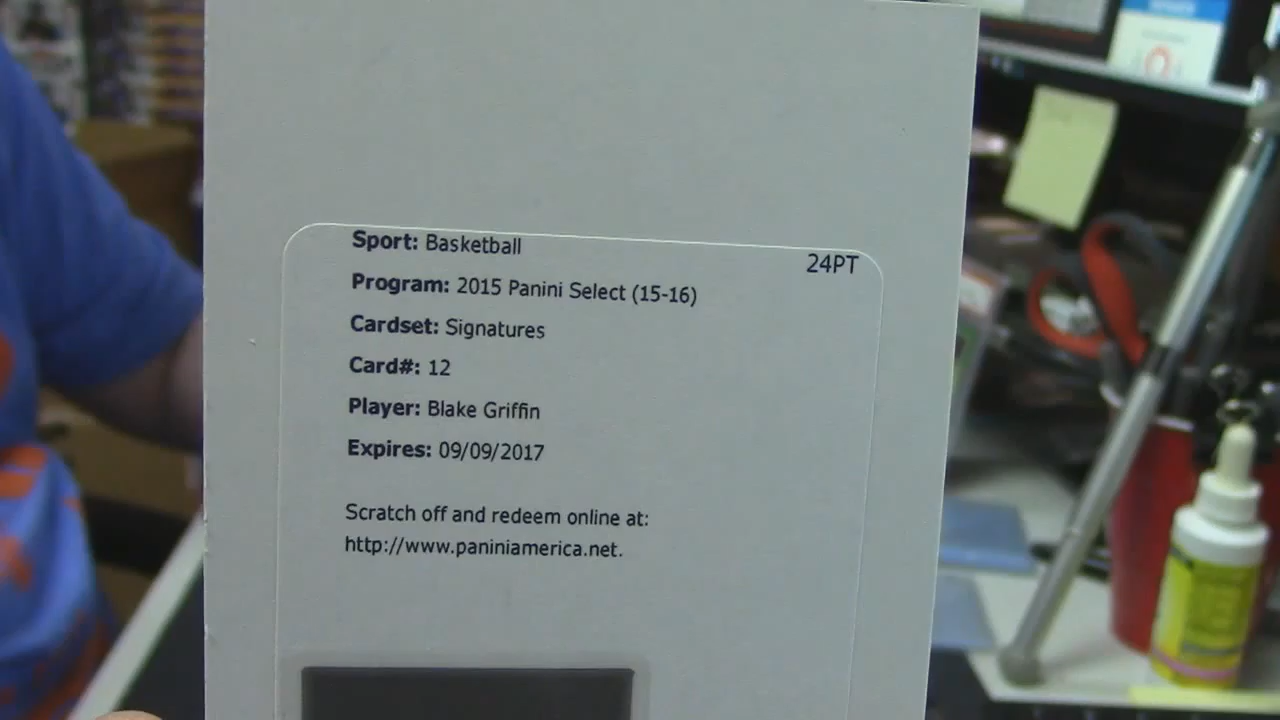 Sport: Basketball
24PT
Program: 2015 Panini Select (15-16)
Cardset: Signatures
Card#: 12
Player: Blake Griffin
Expires: 09/09/2017
Scratch off and redeem online at:
http://www.paniniamerica.net.